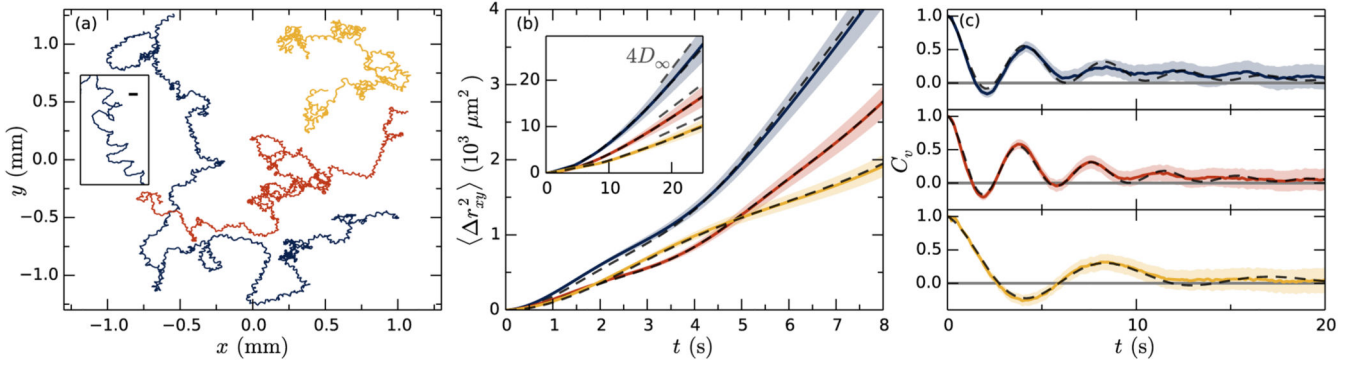 (a)
1.0
0.5
0.0
−0.5
−1.0
y (mm)
−1.0 −0.5 0.0 0.5 1.0
x (mm)
(b)
4
3
2
1
0
⟨Δr²xy⟩ (10³ μm²)
4D∞
20
10
0
0 5 10 15 20
0 1 2 3 4 5 6 7 8
t (s)
(c)
1.0
0.5
0.0
1.0
0.5
0.0
1.0
0.5
0.0
Cv
0 10 20
t (s)